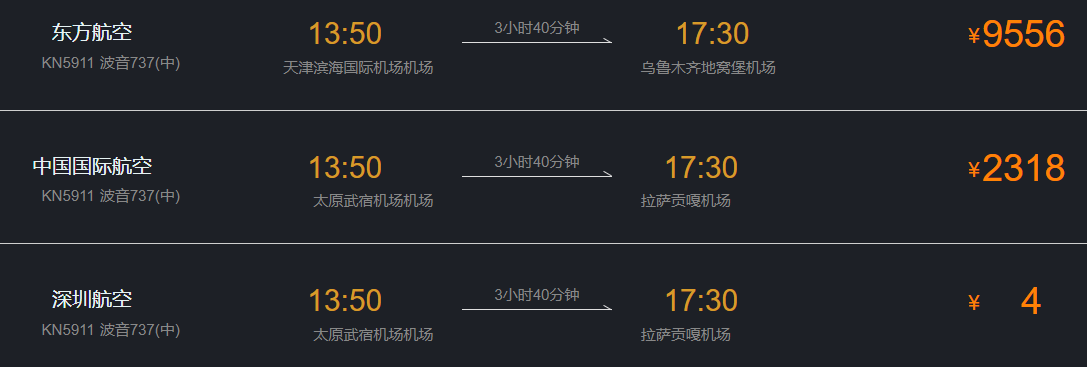 东方航空
KN5911 波音737(中)
13:50
3小时40分钟
17:30
天津滨海国际机场机场
乌鲁木齐地窝堡机场
¥9556
中国国际航空
KN5911 波音737(中)
13:50
3小时40分钟
17:30
太原武宿机场机场
拉萨贡嘎机场
¥2318
深圳航空
KN5911 波音737(中)
13:50
3小时40分钟
17:30
太原武宿机场机场
拉萨贡嘎机场
¥ 4